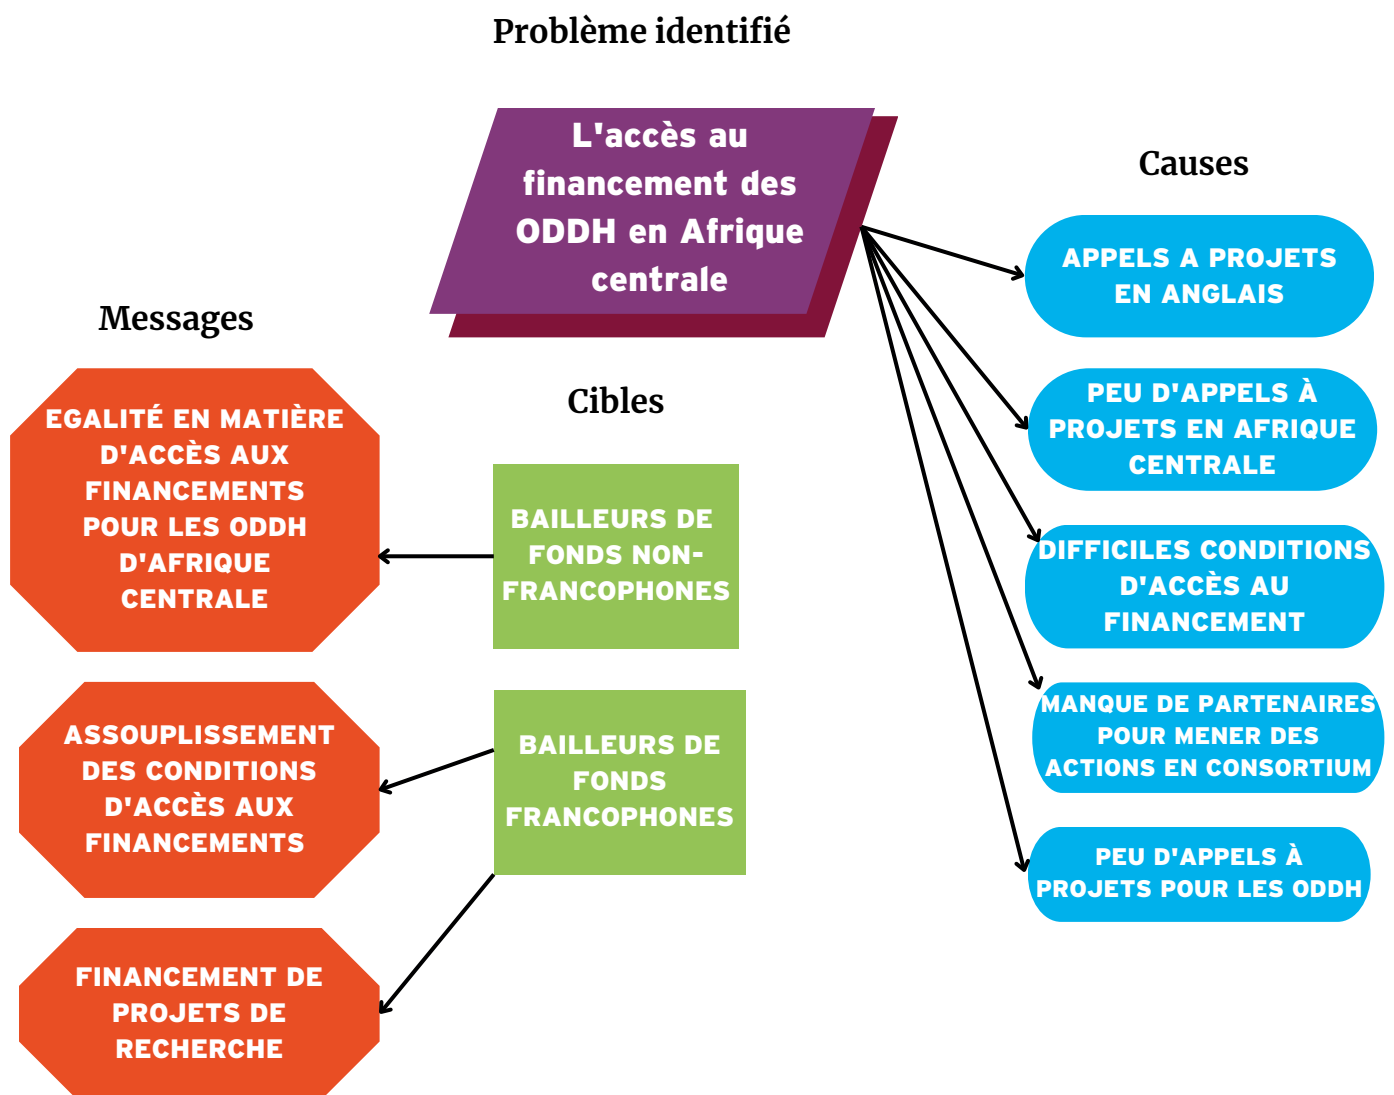 Problème identifié
L'accès au
financement des
ODDH en Afrique
centrale
Causes
APPELS A PROJETS
EN ANGLAIS
PEU D'APPELS À
PROJETS EN AFRIQUE
CENTRALE
DIFFICILES CONDITIONS
D'ACCÈS AU
FINANCEMENT
MANQUE DE PARTENAIRES
POUR MENER DES
ACTIONS EN CONSORTIUM
PEU D'APPELS À
PROJETS POUR LES ODDH
Cibles
BAILLEURS DE
FONDS NON-
FRANCOPHONES
BAILLEURS DE
FONDS
FRANCOPHONES
Messages
EGALITÉ EN MATIÈRE
D'ACCÈS AUX
FINANCEMENTS
POUR LES ODDH
D'AFRIQUE
CENTRALE
ASSOUPLISSEMENT
DES CONDITIONS
D'ACCÈS AUX
FINANCEMENTS
FINANCEMENT DE
PROJETS DE
RECHERCHE